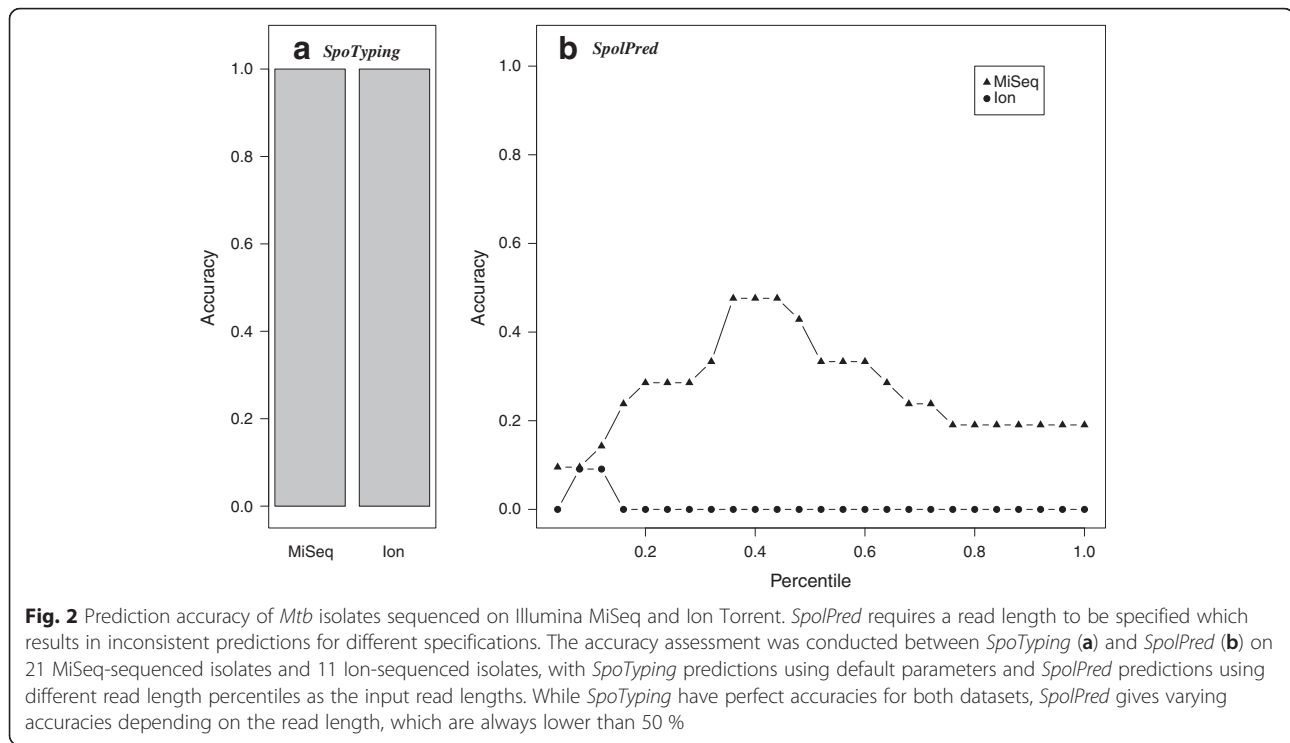 a SpoTyping
1.0
0.8
0.6
0.4
0.2
0.0
Accuracy
MiSeq Ion
b SpolPred
1.0
0.8
0.6
0.4
0.2
0.0
Accuracy
MiSeq
Ion
0.2 0.4 0.6 0.8 1.0
Percentile
Fig. 2 Prediction accuracy of Mtb isolates sequenced on Illumina MiSeq and Ion Torrent. SpolPred requires a read length to be specified which
results in inconsistent predictions for different specifications. The accuracy assessment was conducted between SpoTyping (a) and SpolPred (b) on
21 MiSeq-sequenced isolates and 11 Ion-sequenced isolates, with SpoTyping predictions using default parameters and SpolPred predictions using
different read length percentiles as the input read lengths. While SpoTyping have perfect accuracies for both datasets, SpolPred gives varying
accuracies depending on the read length, which are always lower than 50 %